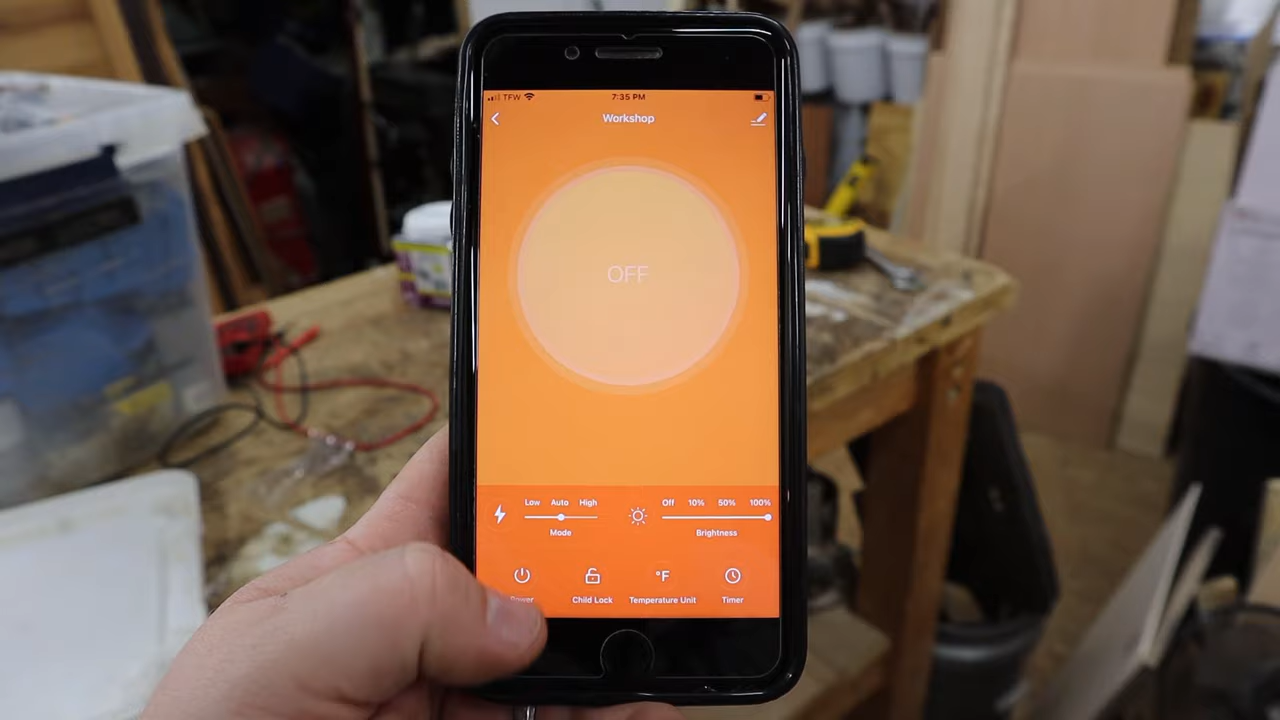 TFW 7:35 PM
Workshop
OFF
Low Auto High Off 10% 50% 100%
Mode Brightness
°F
Power Child Lock Temperature Unit Timer